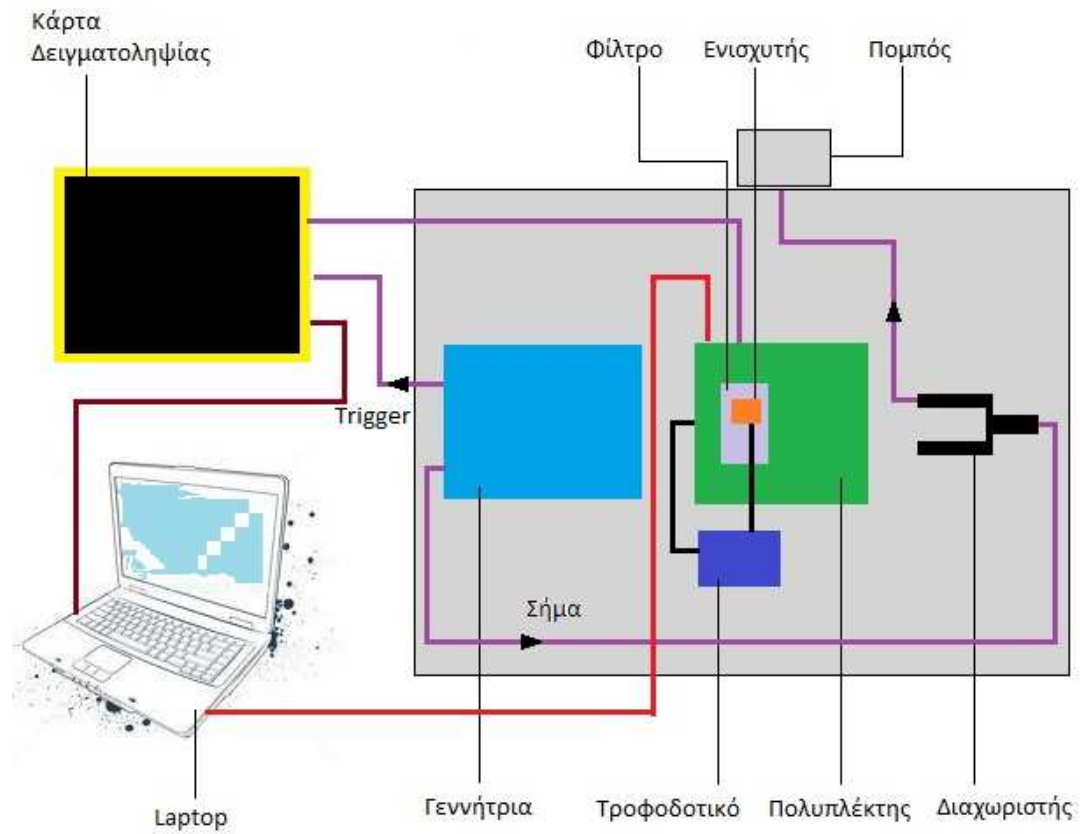 Κάρτα
Δειγματοληψίας
Φίλτρο Ενισχυτής Πομπός
Trigger
Σήμα
Laptop Γεννήτρια Τροφοδοτικό Πολυπλέκτης Διαχωριστής